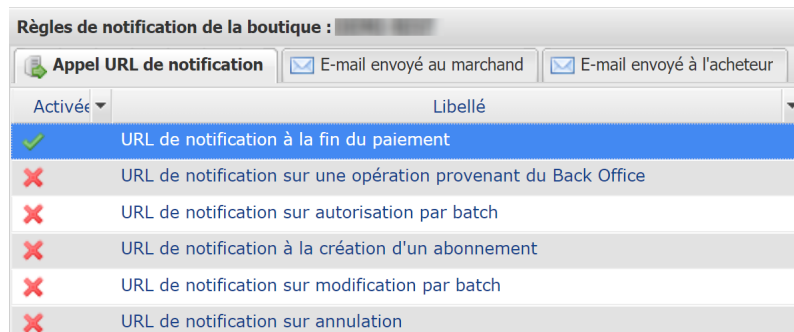 Règles de notification de la boutique :
Appel URL de notification E-mail envoyé au marchand E-mail envoyé à l'acheteur
Activée Libellé
URL de notification à la fin du paiement
URL de notification sur une opération provenant du Back Office
URL de notification sur autorisation par batch
URL de notification à la création d'un abonnement
URL de notification sur modification par batch
URL de notification sur annulation